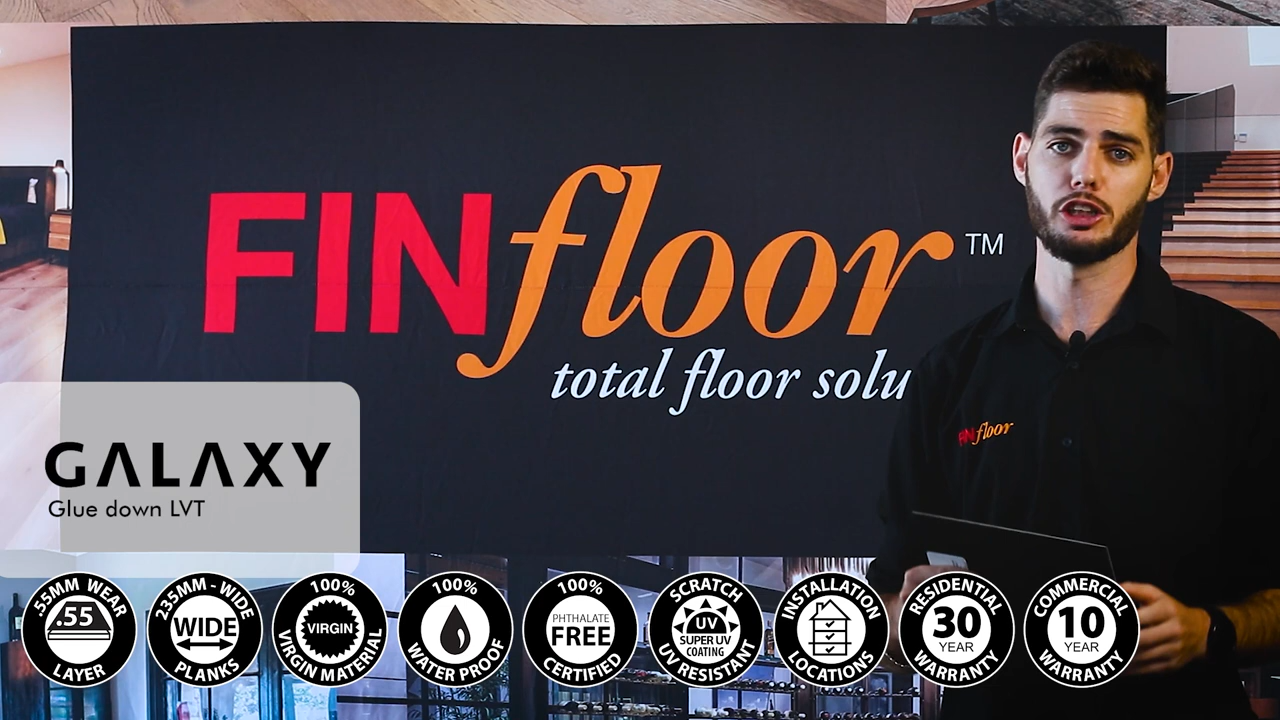 FINfloor™
total floor solu
FINfloor
GALAXY
Glue down LVT
.55MM WEAR
.55
LAYER
235MM - WIDE
WIDE
PLANKS
100%
VIRGIN
VIRGIN MATERIAL
100%
WATER PROOF
100%
PHTHALATE
FREE
CERTIFIED
SCRATCH
UV
SUPER UV
COATING
UV RESISTANT
INSTALLATION
LOCATIONS
RESIDENTIAL
30
YEAR
WARRANTY
COMMERCIAL
10
YEAR
WARRANTY